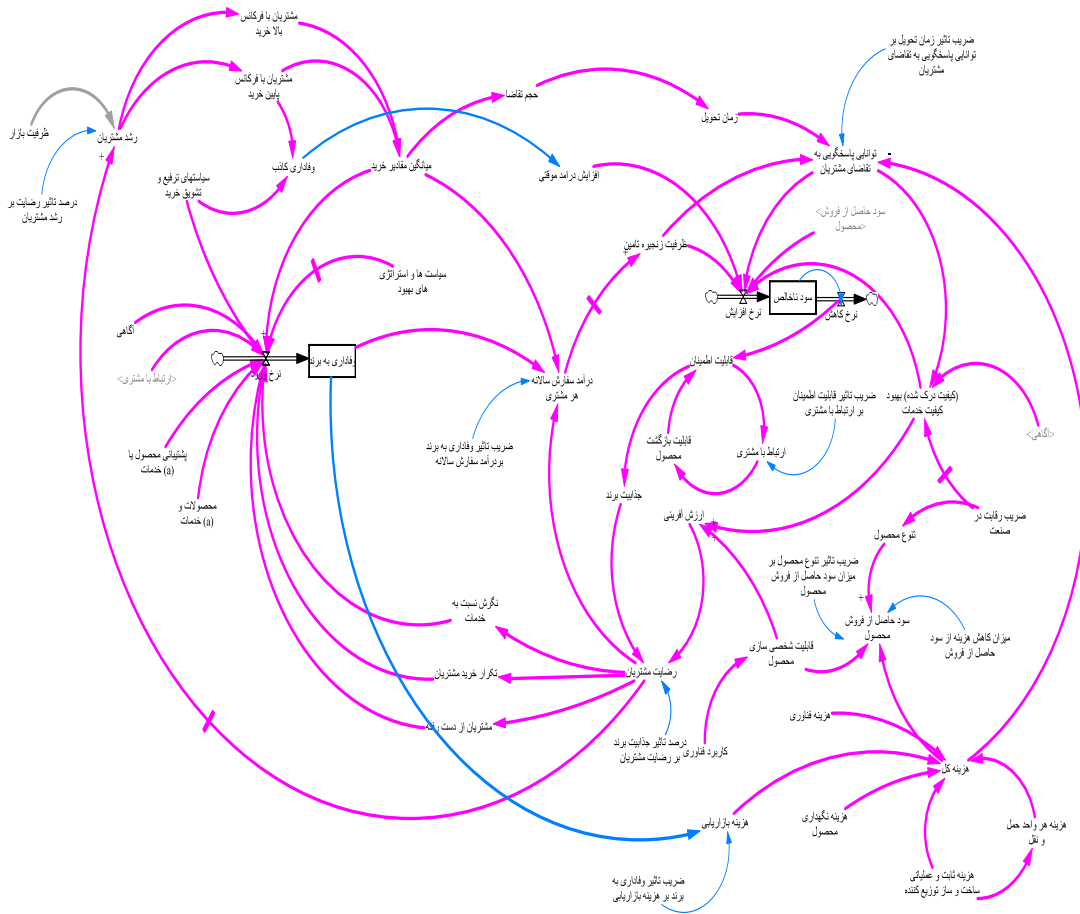 مشتریان با فرکانس
بالا خرید
ضریب تاثیر زمان تحویل بر
توانایی پاسخگویی به تقاضای
مشتریان
مشتریان با فرکانس
پایین خرید
حجم تقاضا
زمان تحویل
ظرفیت بازار
رشد مشتریان
+
وفاداری کاذب
میانگین مقادیر خرید
توانایی پاسخگویی به
تقاضای مشتریان
-
افزایش درامد موقتی
سیاستهای ترفیع و
تشویق خرید
درصد تاثیر رضایت بر
رشد مشتریان
<سود حاصل از فروش
محصول>
ظرفیت زنجیره تامین
+
سیاست ها و استراتژی
های بهبود
سود ناخالص
نرخ افزایش
نرخ کاهش
آگاهی
+
<ارتباط با مشتری>
نرخ ورود
وفاداری به برند
قابلیت اطمینان
درآمد سفارش سالانه
هر مشتری
ضریب تاثیر قابلیت اطمینان
بر ارتباط با مشتری
(کیفیت درک شده) بهبود
کیفیت خدمات
<اگاهی>
ضریب تاثیر وفاداری به برند
بردرآمد سفارش سالانه
قابلیت بازگشت
محصول
ارتباط با مشتری
پشتیبانی محصول یا
خدمات (a)
محصولات و
خدمات (a)
جذابیت برند
ارزش آفرینی
+
+
ضریب رقابت در
صنعت
تنوع محصول
ضریب تاثیر تنوع محصول بر
میزان سود حاصل از فروش
محصول
+
سود حاصل از فروش
محصول
میزان کاهش هزینه از سود
حاصل از فروش
نگرش نسبت به
خدمات
قابلیت شخصی سازی
محصول
تکرار خرید مشتریان
رضایت مشتریان
مشتریان از دست رفته
درصد تاثیر جذابیت برند
بر رضایت مشتریان
کاربرد فناوری
هزینه فناوری
هزینه کل
هزینه بازاریابی
هزینه نگهداری
محصول
هزینه هر واحد حمل
و نقل
ضریب تاثیر وفاداری به
برند بر هزینه بازاریابی
هزینه ثابت و عملیاتی
ساخت و ساز توزیع کننده